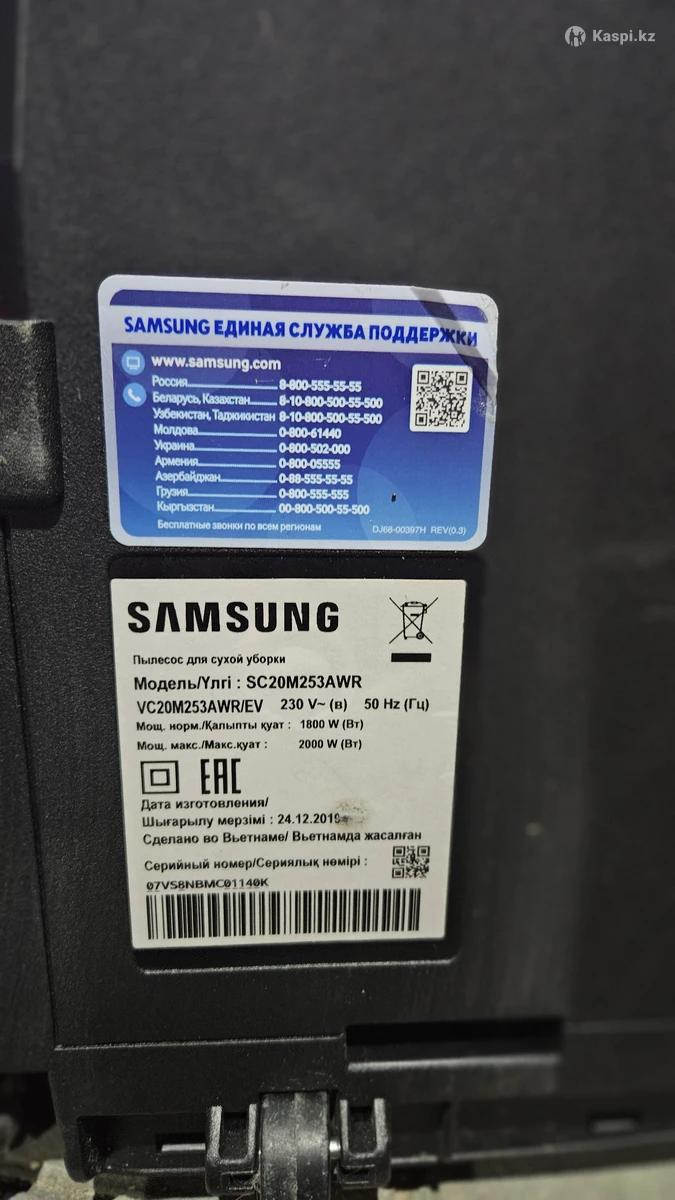 Kaspi.kz
SAMSUNG ЕДИНАЯ СЛУЖБА ПОДДЕРЖКИ
www.samsung.com
Россия 8-800-555-55-55
Беларусь, Казахстан 8-10-800-500-55-500
Узбекистан, Таджикистан 8-10-800-500-55-500
Молдова 0-800-61440
Украина 0-800-502-000
Армения 0-800-05555
Азербайджан 0-88-555-55-55
Грузия 0-800-555-555
Кыргызстан 00-800-500-55-500
Бесплатные звонки по всем регионам
DJ68-00397H REV(0.3)
SAMSUNG
Пылесос для сухой уборки
Модель/Үлгі : SC20M253AWR
VC20M253AWR/EV 230 V~ (в) 50 Hz (Гц)
Мощ. норм./Қалыпты қуат : 1800 W (Вт)
Мощ. макс./Макс.қуат : 2000 W (Вт)
EAC
Дата изготовления/
Шығарылу мерзімі : 24.12.2019
Сделано во Вьетнаме/ Вьетнамда жасалған
Серийный номер/Сериялық нөмірі :
07VS8NBMC01140K